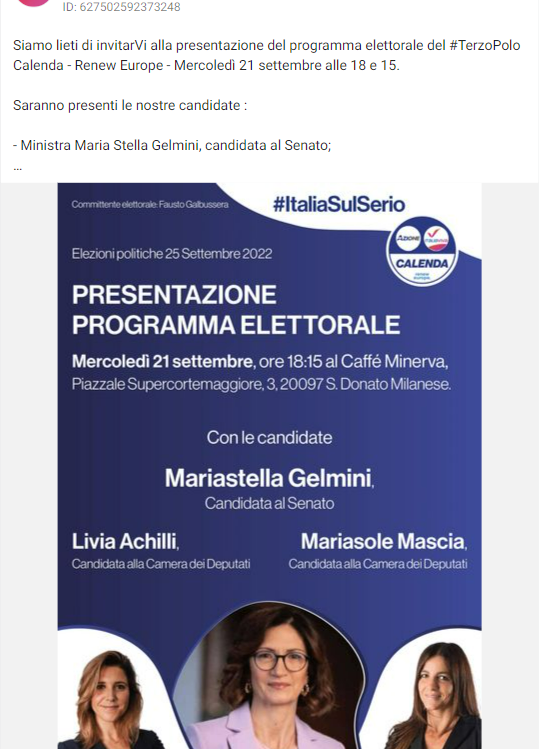 ID: 627502592373248
Siamo lieti di invitarVi alla presentazione del programma elettorale del #TerzoPolo
Calenda - Renew Europe - Mercoledì 21 settembre alle 18 e 15.
Saranno presenti le nostre candidate :
- Ministra Maria Stella Gelmini, candidata al Senato;
...
Committente elettorale: Fausto Galbussera
#ItaliaSulSerio
AZIONE
ITALIA VIVA
CALENDA
renew europe.
Elezioni politiche 25 Settembre 2022
PRESENTAZIONE
PROGRAMMA ELETTORALE
Mercoledì 21 settembre, ore 18:15 al Caffé Minerva,
Piazzale Supercortemaggiore, 3, 20097 S. Donato Milanese.
Con le candidate
Mariastella Gelmini,
Candidata al Senato
Livia Achilli,
Candidata alla Camera dei Deputati
Mariasole Mascia,
Candidata alla Camera dei Deputati